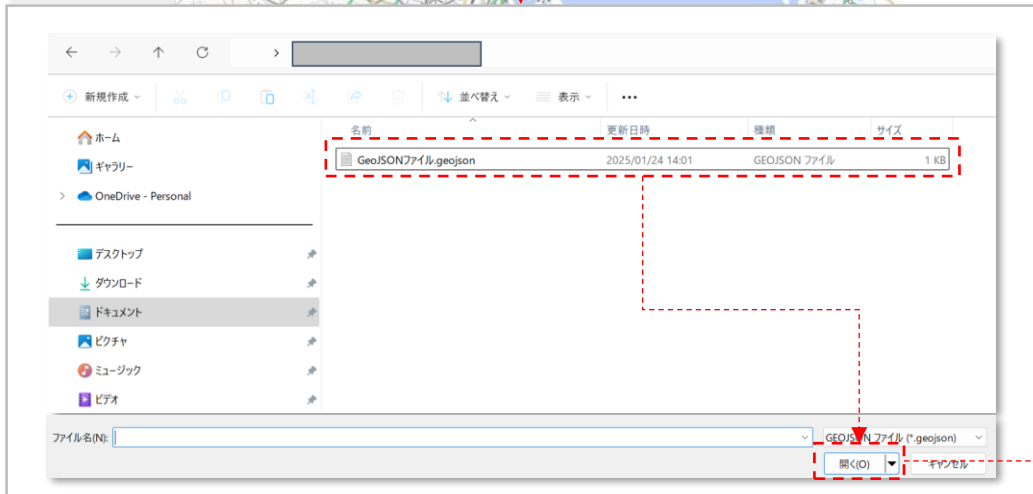 新規作成 並べ替え 表示
ホーム
ギャラリー
OneDrive - Personal
デスクトップ
ダウンロード
ドキュメント
ピクチャ
ミュージック
ビデオ
名前 更新日時 種類 サイズ
GeoJSONファイル.geojson 2025/01/24 14:01 GEOJSON ファイル 1 KB
ファイル名(N):
GEOJSON ファイル (*.geojson)
開く(O) キャンセル